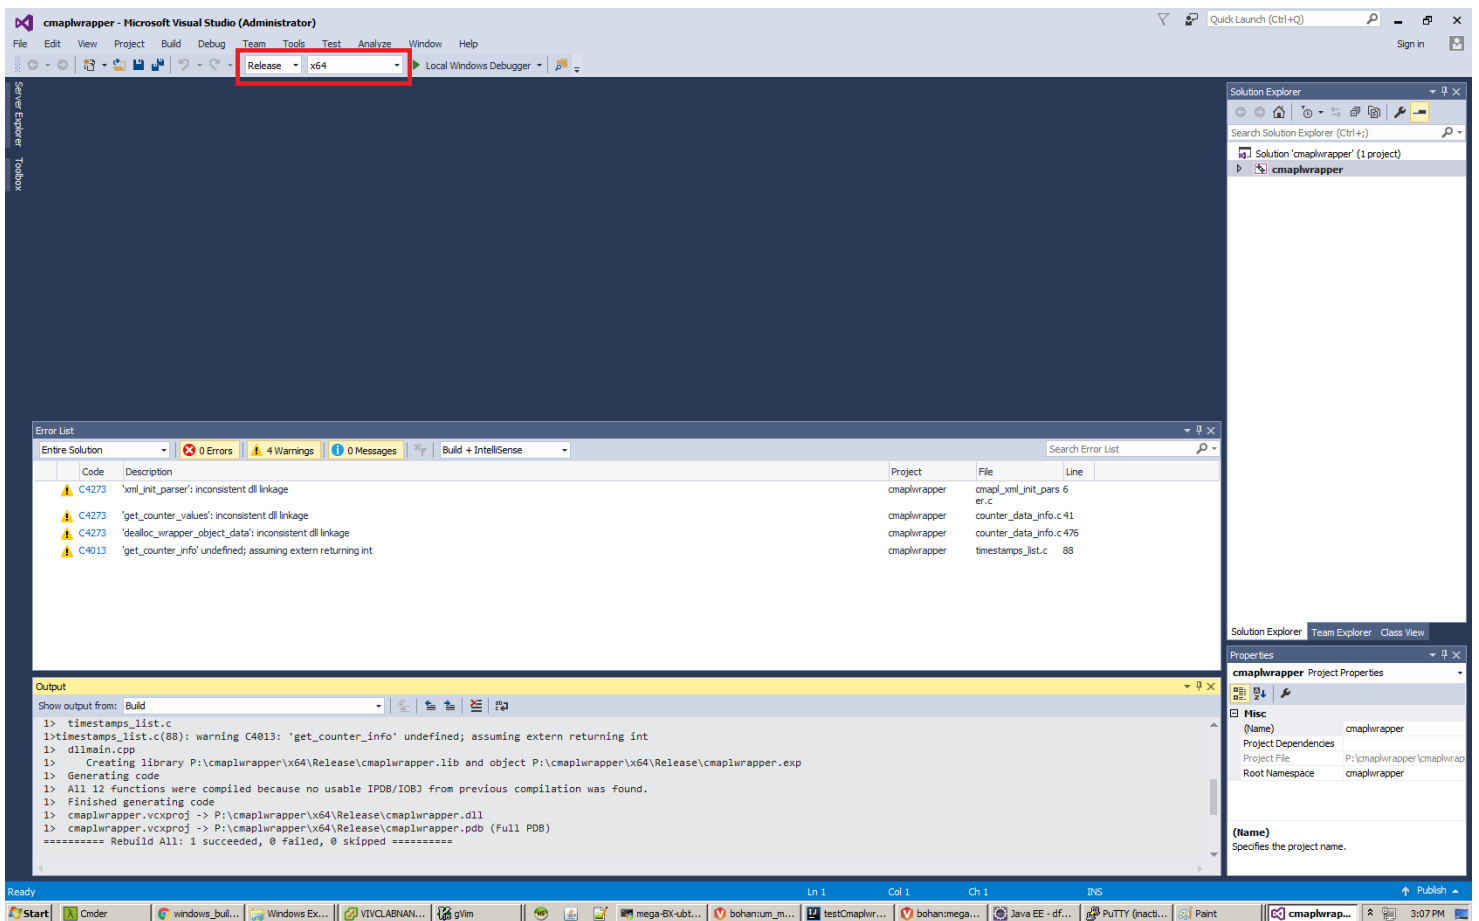 cmaplwrapper - Microsoft Visual Studio (Administrator)
Quick Launch (Ctrl+Q)
File Edit View Project Build Debug Team Tools Test Analyze Window Help
Sign in
Release x64 Local Windows Debugger
Server Explorer
Toolbox
Solution Explorer
Search Solution Explorer (Ctrl+;)
Solution 'cmaplwrapper' (1 project)
cmaplwrapper
Error List
Entire Solution 0 Errors 4 Warnings 0 Messages Build + IntelliSense Search Error List
Code Description Project File Line
C4273 'xml_init_parser': inconsistent dll linkage cmaplwrapper cmapl_xml_init_pars 6
er.c
C4273 'get_counter_values': inconsistent dll linkage cmaplwrapper counter_data_info.c 41
C4273 'dealloc_wrapper_object_data': inconsistent dll linkage cmaplwrapper counter_data_info.c 476
C4013 'get_counter_info' undefined; assuming extern returning int cmaplwrapper timestamps_list.c 88
Solution Explorer Team Explorer Class View
Properties
cmaplwrapper Project Properties
Misc
(Name) cmaplwrapper
Project Dependencies
Project File P:\cmaplwrapper\cmaplwrap
Root Namespace cmaplwrapper
(Name)
Specifies the project name.
Output
Show output from: Build
1> timestamps_list.c
1>timestamps_list.c(88): warning C4013: 'get_counter_info' undefined; assuming extern returning int
1> dllmain.cpp
1> Creating library P:\cmaplwrapper\x64\Release\cmaplwrapper.lib and object P:\cmaplwrapper\x64\Release\cmaplwrapper.exp
1> Generating code
1> All 12 functions were compiled because no usable IPDB/IOBJ from previous compilation was found.
1> Finished generating code
1> cmaplwrapper.vcxproj -> P:\cmaplwrapper\x64\Release\cmaplwrapper.dll
1> cmaplwrapper.vcxproj -> P:\cmaplwrapper\x64\Release\cmaplwrapper.pdb (Full PDB)
========== Rebuild All: 1 succeeded, 0 failed, 0 skipped ==========
Ready Ln 1 Col 1 Ch 1 INS Publish
Start Cmder windows_buil... Windows Ex... VIVCLABNAN... gVim mega-BX-ubt... bohan:um_m... testCmaplwr... bohan:mega... Java EE - df... PuTTY (inacti... Paint cmaplwrap... 3:07 PM